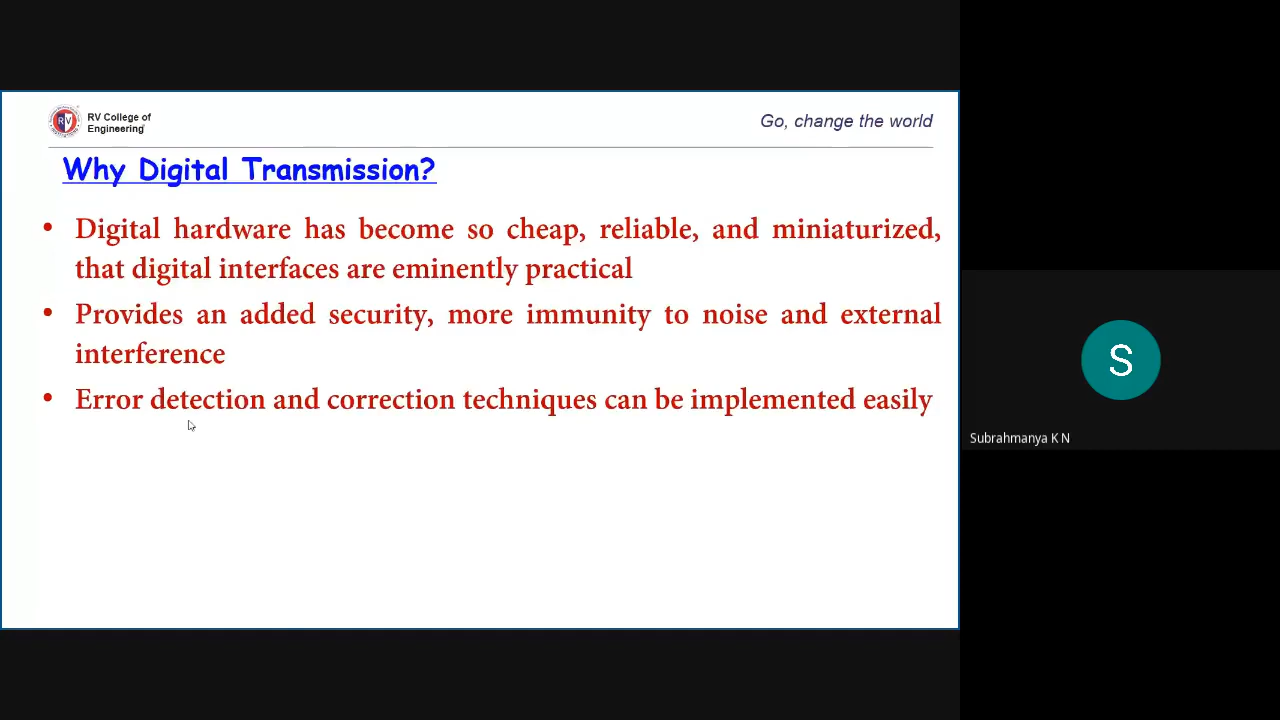 RV College of
Engineering
Go, change the world
Why Digital Transmission?
• Digital hardware has become so cheap, reliable, and miniaturized,
that digital interfaces are eminently practical
• Provides an added security, more immunity to noise and external
interference
• Error detection and correction techniques can be implemented easily
S
Subrahmanya K N